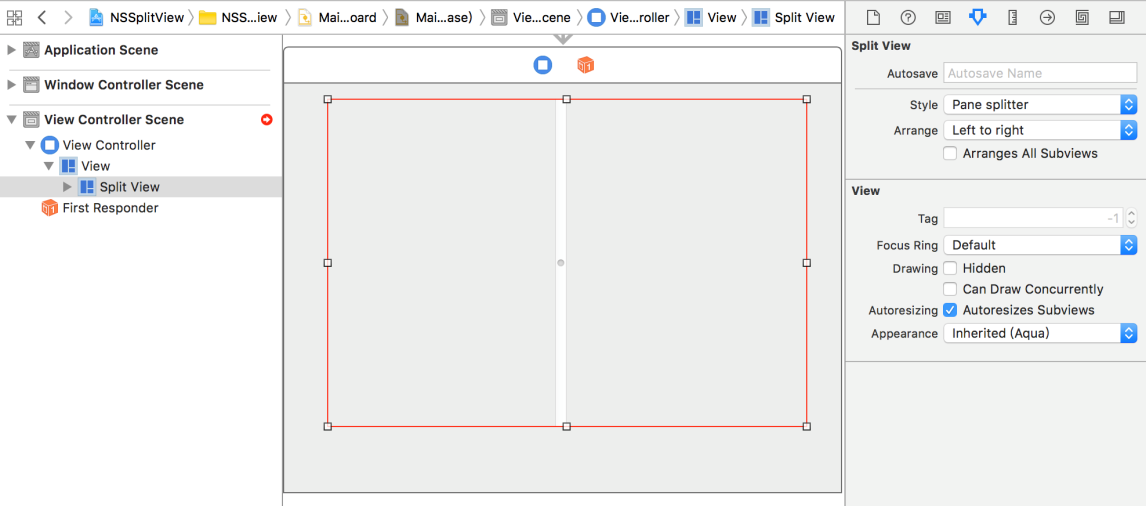 NSSplitView 〉 NSS...iew 〉 Mai...oard 〉 Mai...ase) 〉 Vie...cene 〉 Vie...roller 〉 View 〉 Split View
Application Scene
Window Controller Scene
View Controller Scene
View Controller
View
Split View
First Responder
Split View
Autosave Autosave Name
Style Pane splitter
Arrange Left to right
Arranges All Subviews
View
Tag -1
Focus Ring Default
Drawing Hidden
Can Draw Concurrently
Autoresizing Autoresizes Subviews
Appearance Inherited (Aqua)